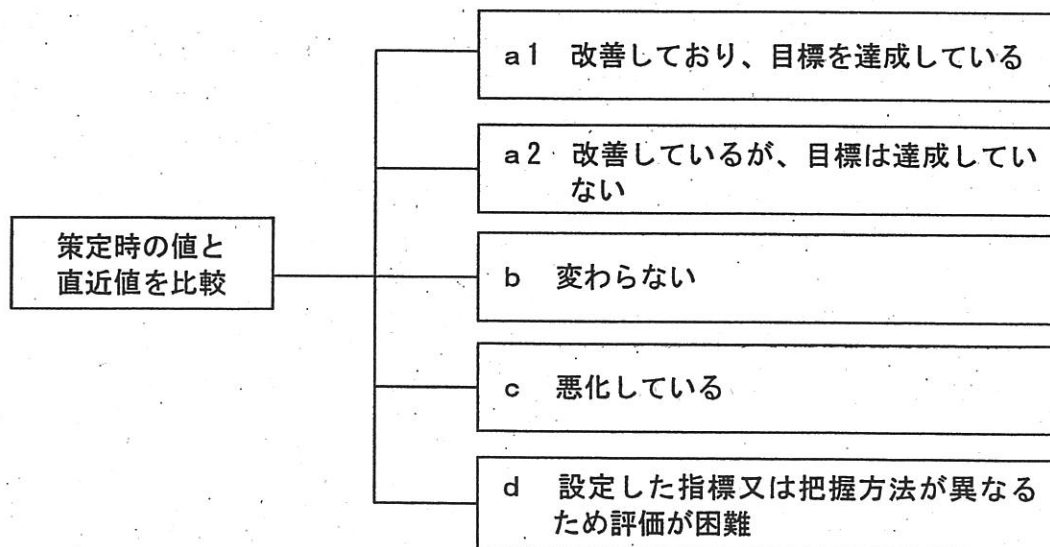 策定時の値と
直近値を比較
a1 改善しており、目標を達成している
a2 改善しているが、目標は達成してい
ない
b 変わらない
c 悪化している
d 設定した指標又は把握方法が異なる
ため評価が困難